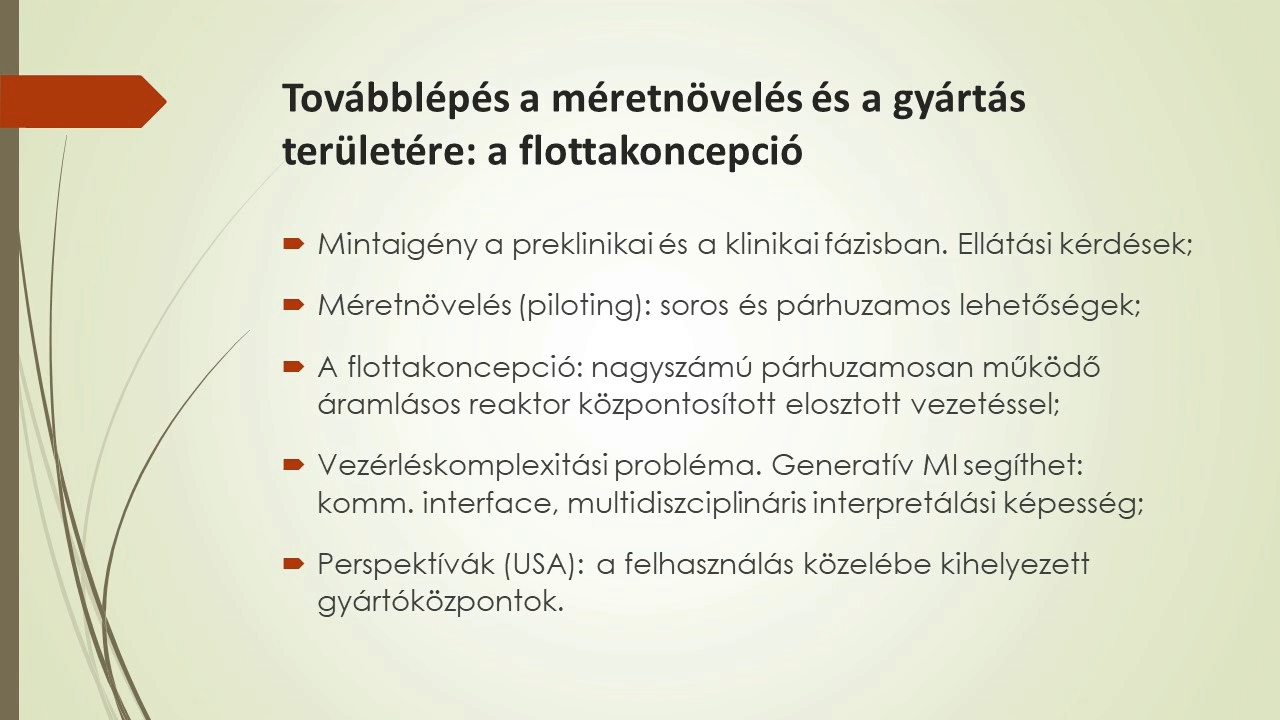 Továbblépés a méretnövelés és a gyártás
területére: a flottakoncepció
Mintaigény a preklinikai és a klinikai fázisban. Ellátási kérdések;
Méretnövelés (piloting): soros és párhuzamos lehetőségek;
A flottakoncepció: nagyszámú párhuzamosan működő
áramlásos reaktor központosított elosztott vezetéssel;
Vezérléskomplexitási probléma. Generatív MI segíthet:
komm. interface, multidiszciplináris interpretálási képesség;
Perspektívák (USA): a felhasználás közelébe kihelyezett
gyártóközpontok.